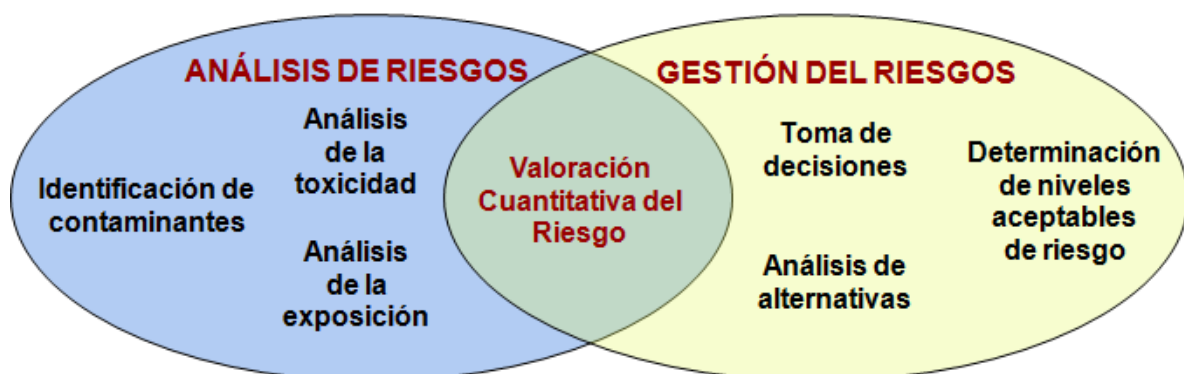 ANÁLISIS DE RIESGOS
Análisis
de la
toxicidad
Identificación de
contaminantes
Análisis
de la
exposición
Valoración
Cuantitativa del
Riesgo
GESTIÓN DEL RIESGOS
Toma de
decisiones
Análisis de
alternativas
Determinación
de niveles
aceptables
de riesgo